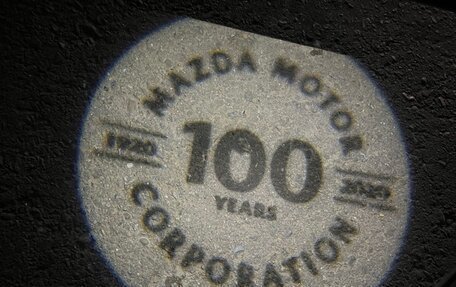 MAZDA MOTOR
1920
100
2020
YEARS
CORPORATION